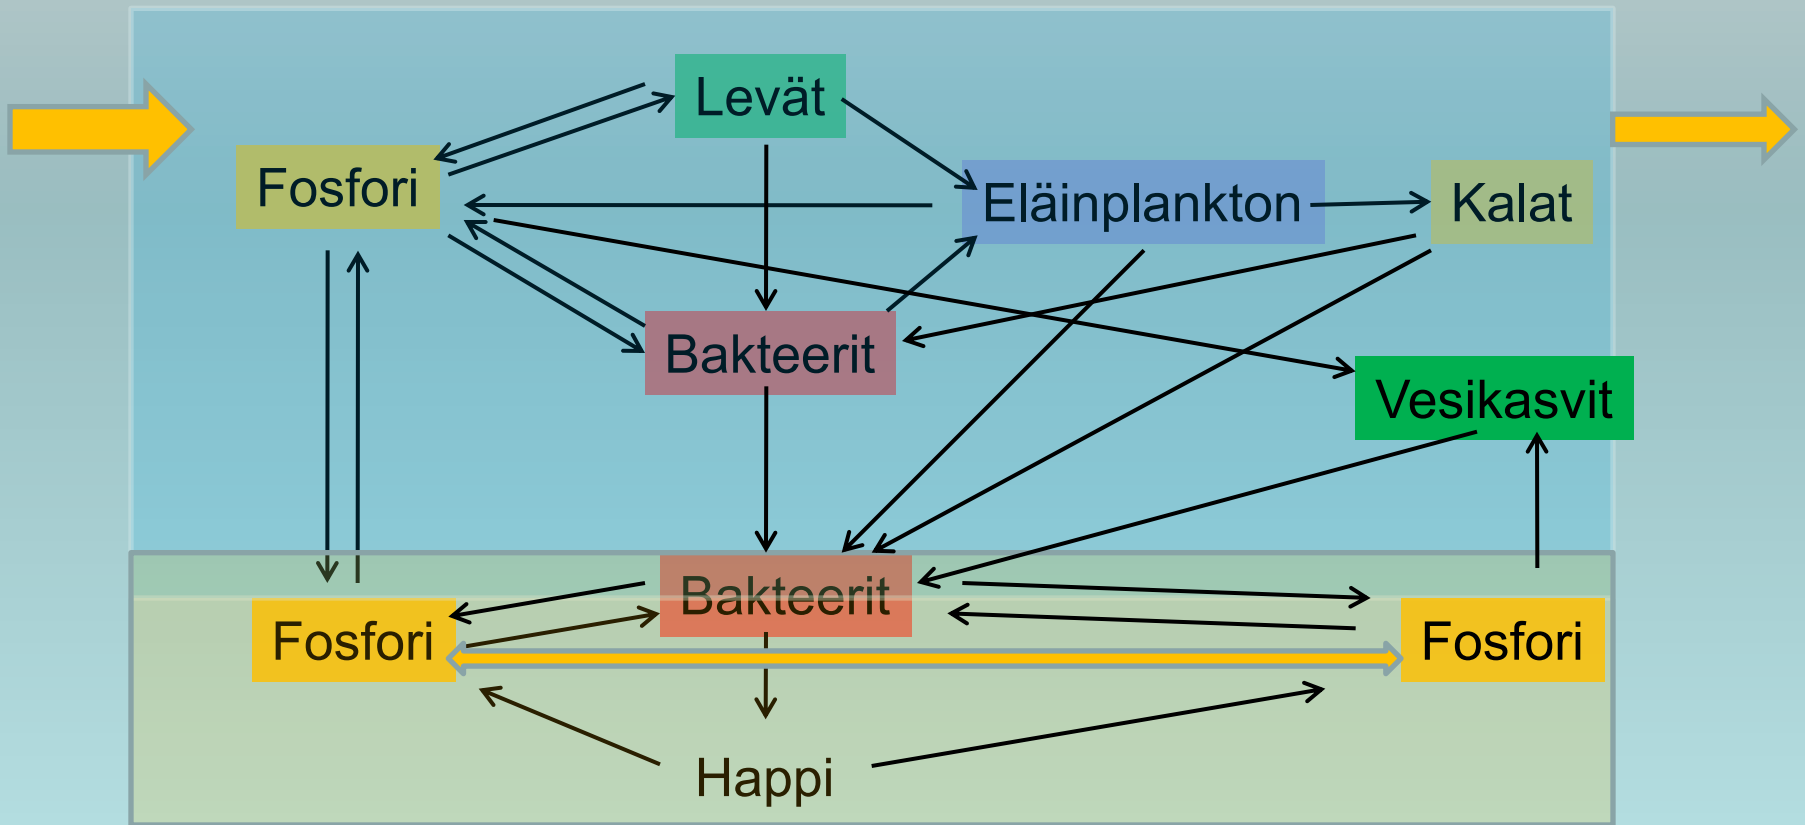 Levät
Fosfori
Eläinplankton
Kalat
Bakteerit
Vesikasvit
Bakteerit
Fosfori
Fosfori
Happi